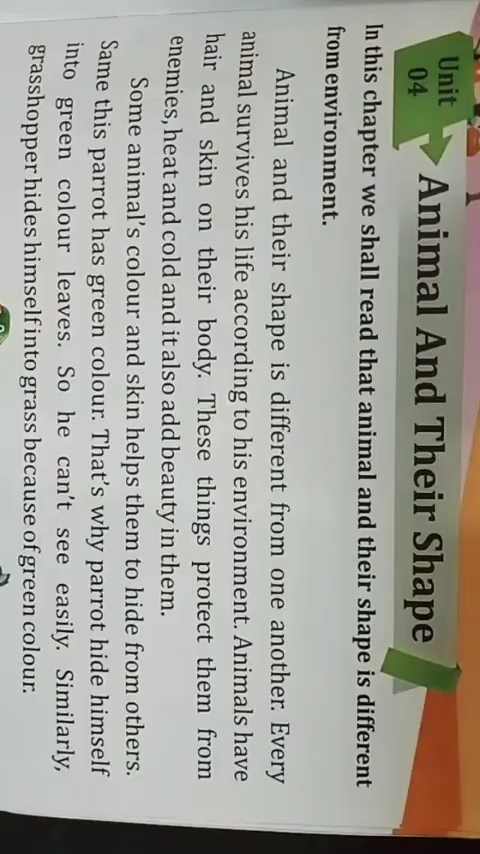 Unit
04
Animal And Their Shape
In this chapter we shall read that animal and their shape is different
from environment.
Animal and their shape is different from one another. Every
animal survives his life according to his environment. Animals have
hair and skin on their body. These things protect them from
enemies, heat and cold and it also add beauty in them.
Some animal's colour and skin helps them to hide from others.
Same this parrot has green colour. That's why parrot hide himself
into green colour leaves. So he can't see easily. Similarly,
grasshopper hides himself into grass because of green colour.